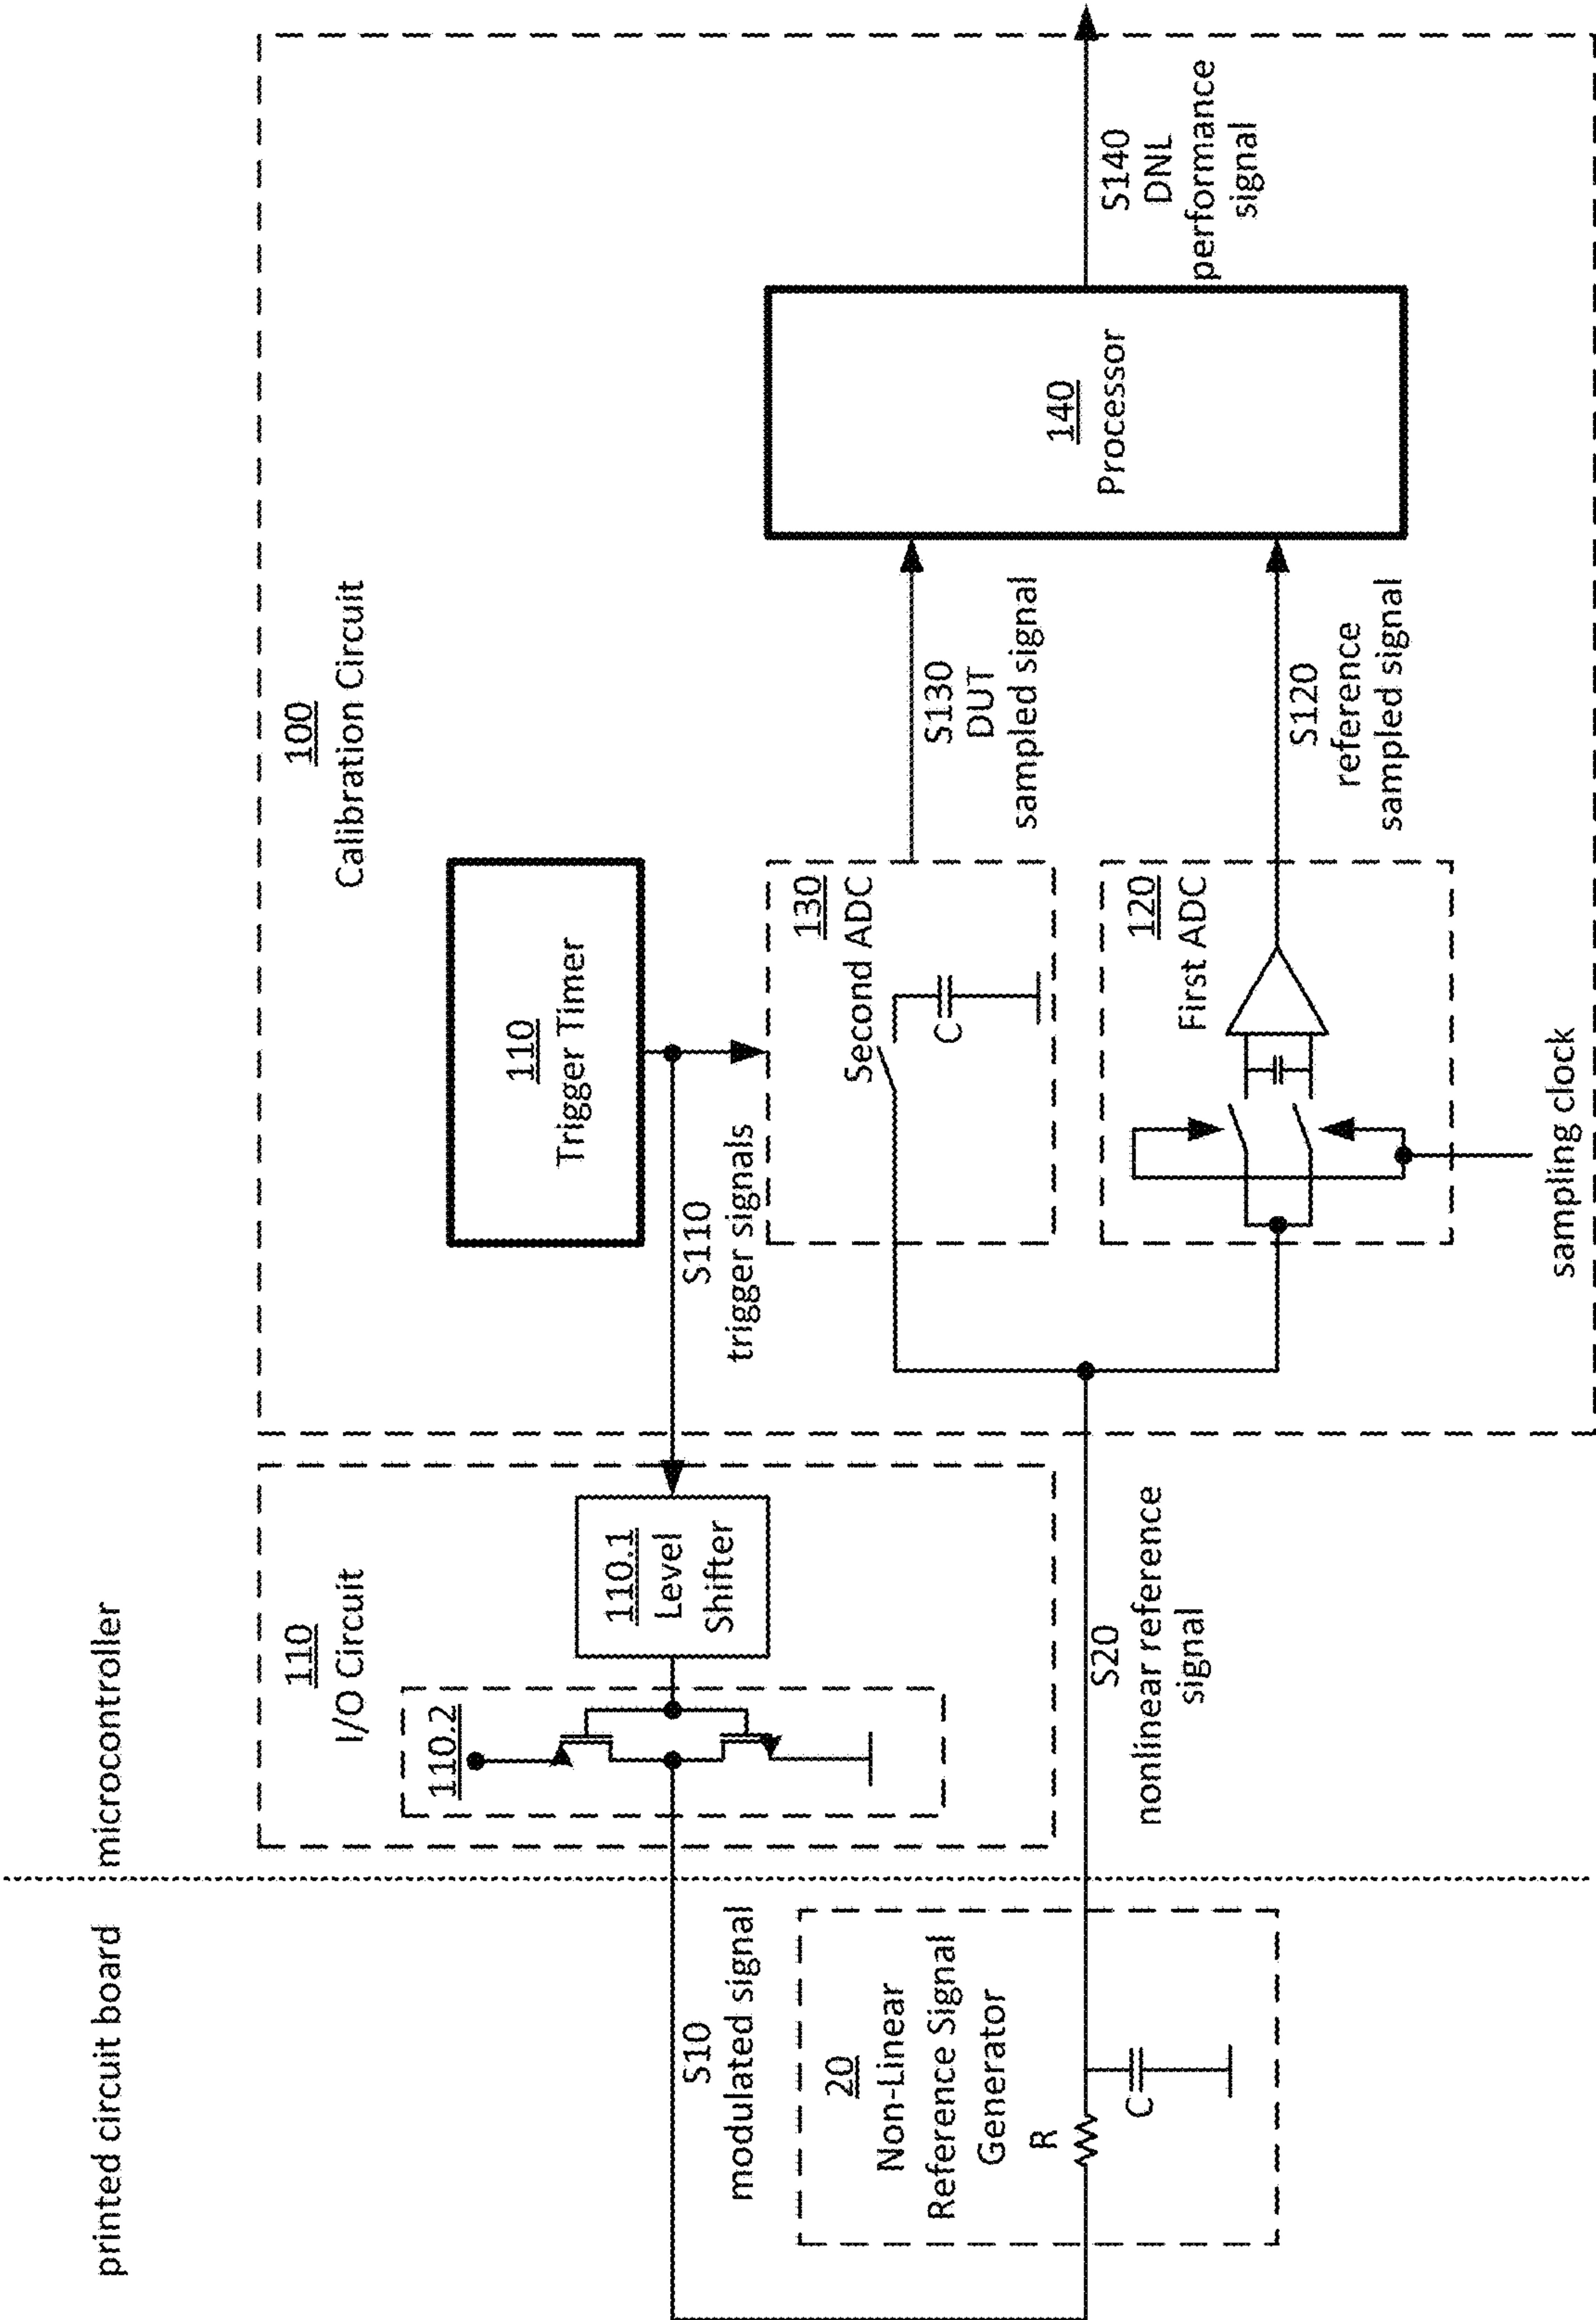 printed circuit board
microcontroller
100
Calibration Circuit
110
I/O Circuit
110.2
110.1
Level
Shifter
110
Trigger Timer
S10
modulated signal
S110
trigger signals
20
Non-Linear
Reference Signal
Generator
R
C
S20
nonlinear reference
signal
130
Second ADC
C
120
First ADC
sampling clock
S130
DUT
sampled signal
S120
reference
sampled signal
140
Processor
S140
DNL
performance
signal